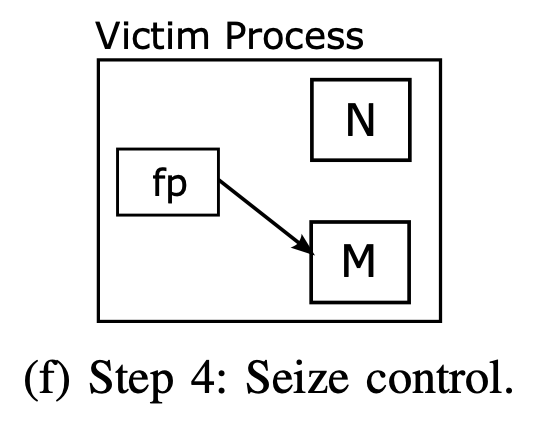 Victim Process
N
fp
M
(f) Step 4: Seize control.